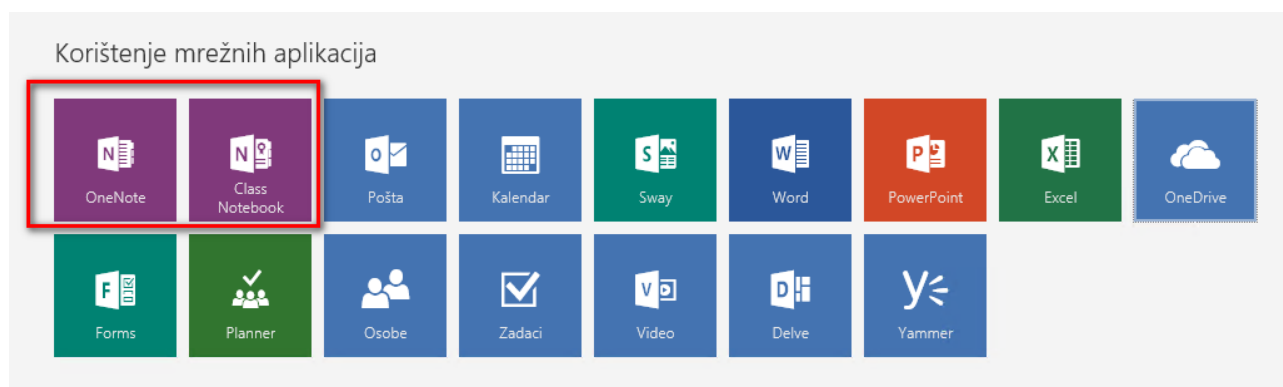 Korištenje mrežnih aplikacija
OneNote
Class
Notebook
Pošta
Kalendar
Sway
Word
PowerPoint
Excel
OneDrive
Forms
Planner
Osobe
Zadaci
Video
Delve
Yammer